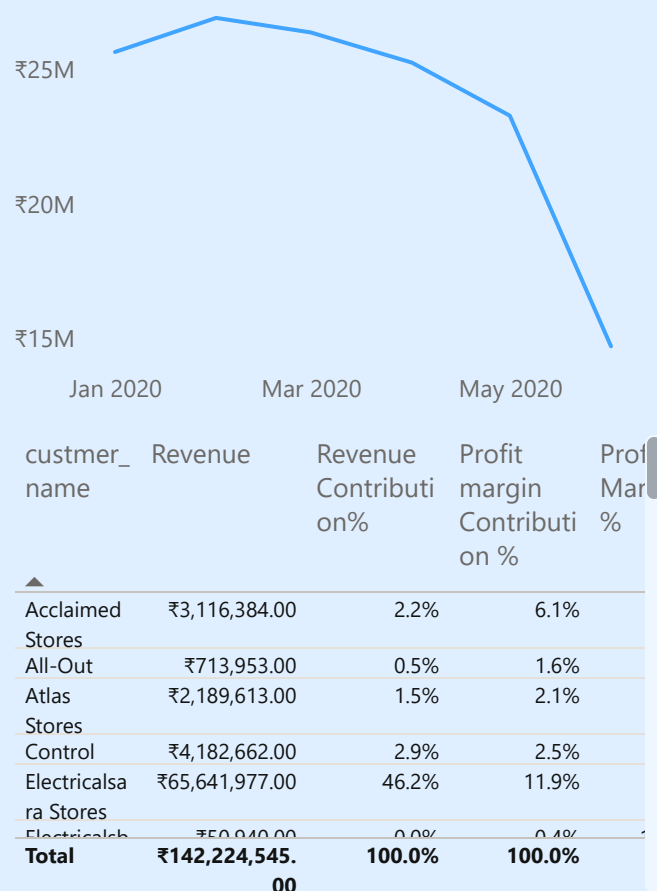 ₹25M
₹20M
₹15M
Jan 2020 Mar 2020 May 2020
custmer_ Revenue Revenue Profit Prof
name Contributi margin Mar
on% Contributi %
on %
Acclaimed ₹3,116,384.00 2.2% 6.1%
Stores
All-Out ₹713,953.00 0.5% 1.6%
Atlas ₹2,189,613.00 1.5% 2.1%
Stores
Control ₹4,182,662.00 2.9% 2.5%
Electricalsa ₹65,641,977.00 46.2% 11.9%
ra Stores
Total ₹142,224,545. 100.0% 100.0%
00